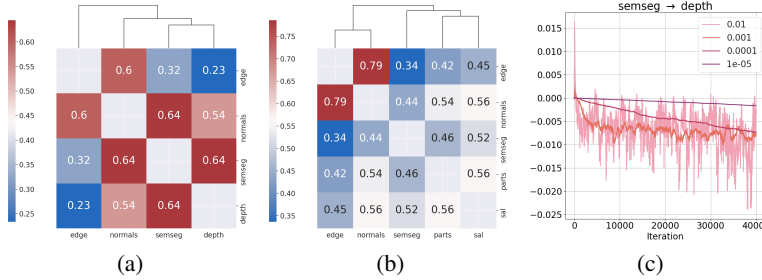 0.60
0.55
0.50
0.45
0.40
0.35
0.30
0.25
0.6 0.32 0.23
0.6 0.64 0.54
0.32 0.64 0.64
0.23 0.54 0.64
edge
normals
semseg
depth
edge normals semseg depth
(a)
0.75
0.70
0.65
0.60
0.55
0.50
0.45
0.40
0.35
0.79 0.34 0.42 0.45
0.79 0.44 0.54 0.56
0.34 0.44 0.46 0.52
0.42 0.54 0.46 0.56
0.45 0.56 0.52 0.56
edge
normals
semseg
parts
sal
edge normals semseg parts sal
(b)
semseg → depth
0.015
0.010
0.005
0.000
−0.005
−0.010
−0.015
−0.020
−0.025
0.01
0.001
0.0001
1e-05
0 10000 20000 30000 4000
Iteration
(c)